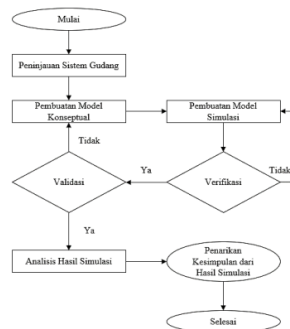 Mulai
Peninjauan Sistem Gudang
Pembuatan Model
Konseptual
Pembuatan Model
Simulasi
Tidak
Ya
Tidak
Validasi
Verifikasi
Ya
Analisis Hasil Simulasi
Penarikan
Kesimpulan dari
Hasil Simulasi
Selesai